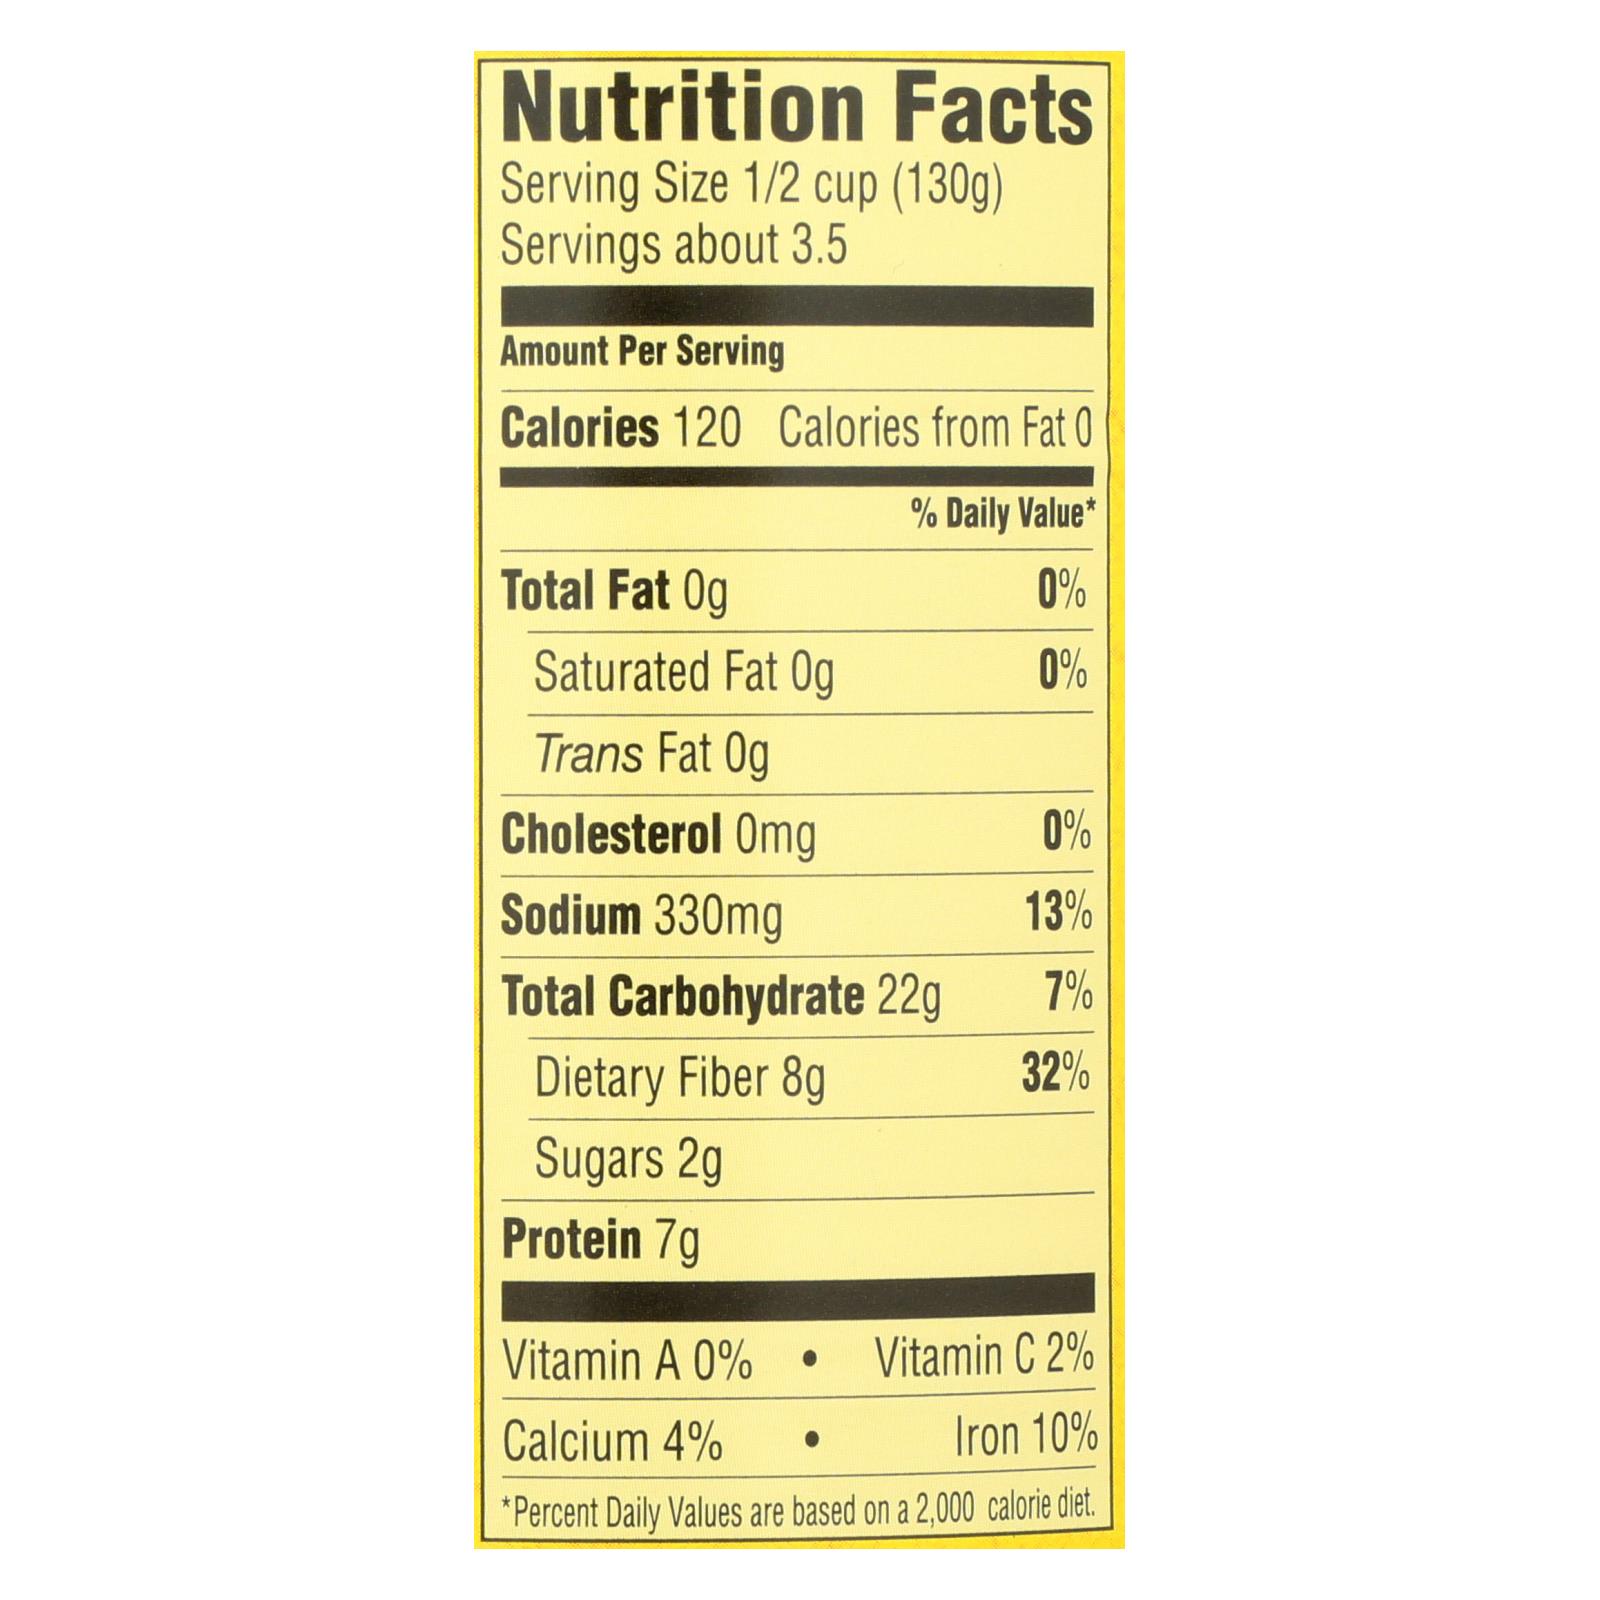 Nutrition Facts
Serving Size 1/2 cup (130g)
Servings about 3.5
Amount Per Serving
Calories 120 Calories from Fat 0
% Daily Value*
Total Fat 0g 0%
Saturated Fat 0g 0%
Trans Fat 0g
Cholesterol 0mg 0%
Sodium 330mg 13%
Total Carbohydrate 22g 7%
Dietary Fiber 8g 32%
Sugars 2g
Protein 7g
Vitamin A 0% • Vitamin C 2%
Calcium 4% • Iron 10%
*Percent Daily Values are based on a 2,000 calorie diet.